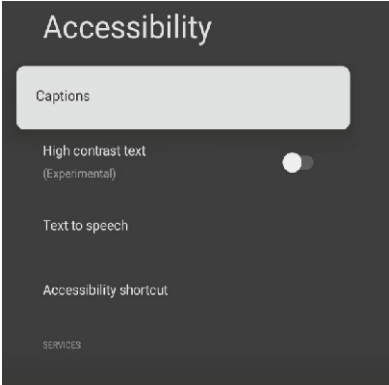 Accessibility
Captions
High contrast text
(Experimental)
Text to speech
Accessibility shortcut
SERVICES